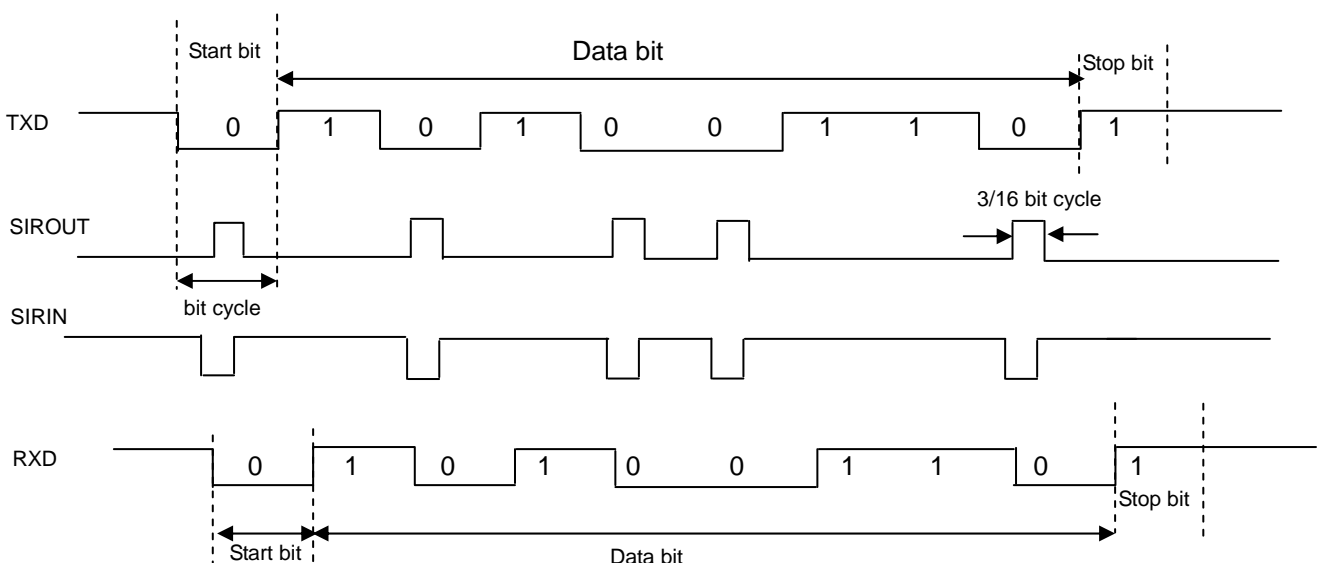 Start bit
Data bit
Stop bit
TXD
0 1 0 1 0 0 1 1 0 1
3/16 bit cycle
SIROUT
bit cycle
SIRIN
RXD
0 1 0 1 0 0 1 1 0 1
Stop bit
Start bit
Data bit